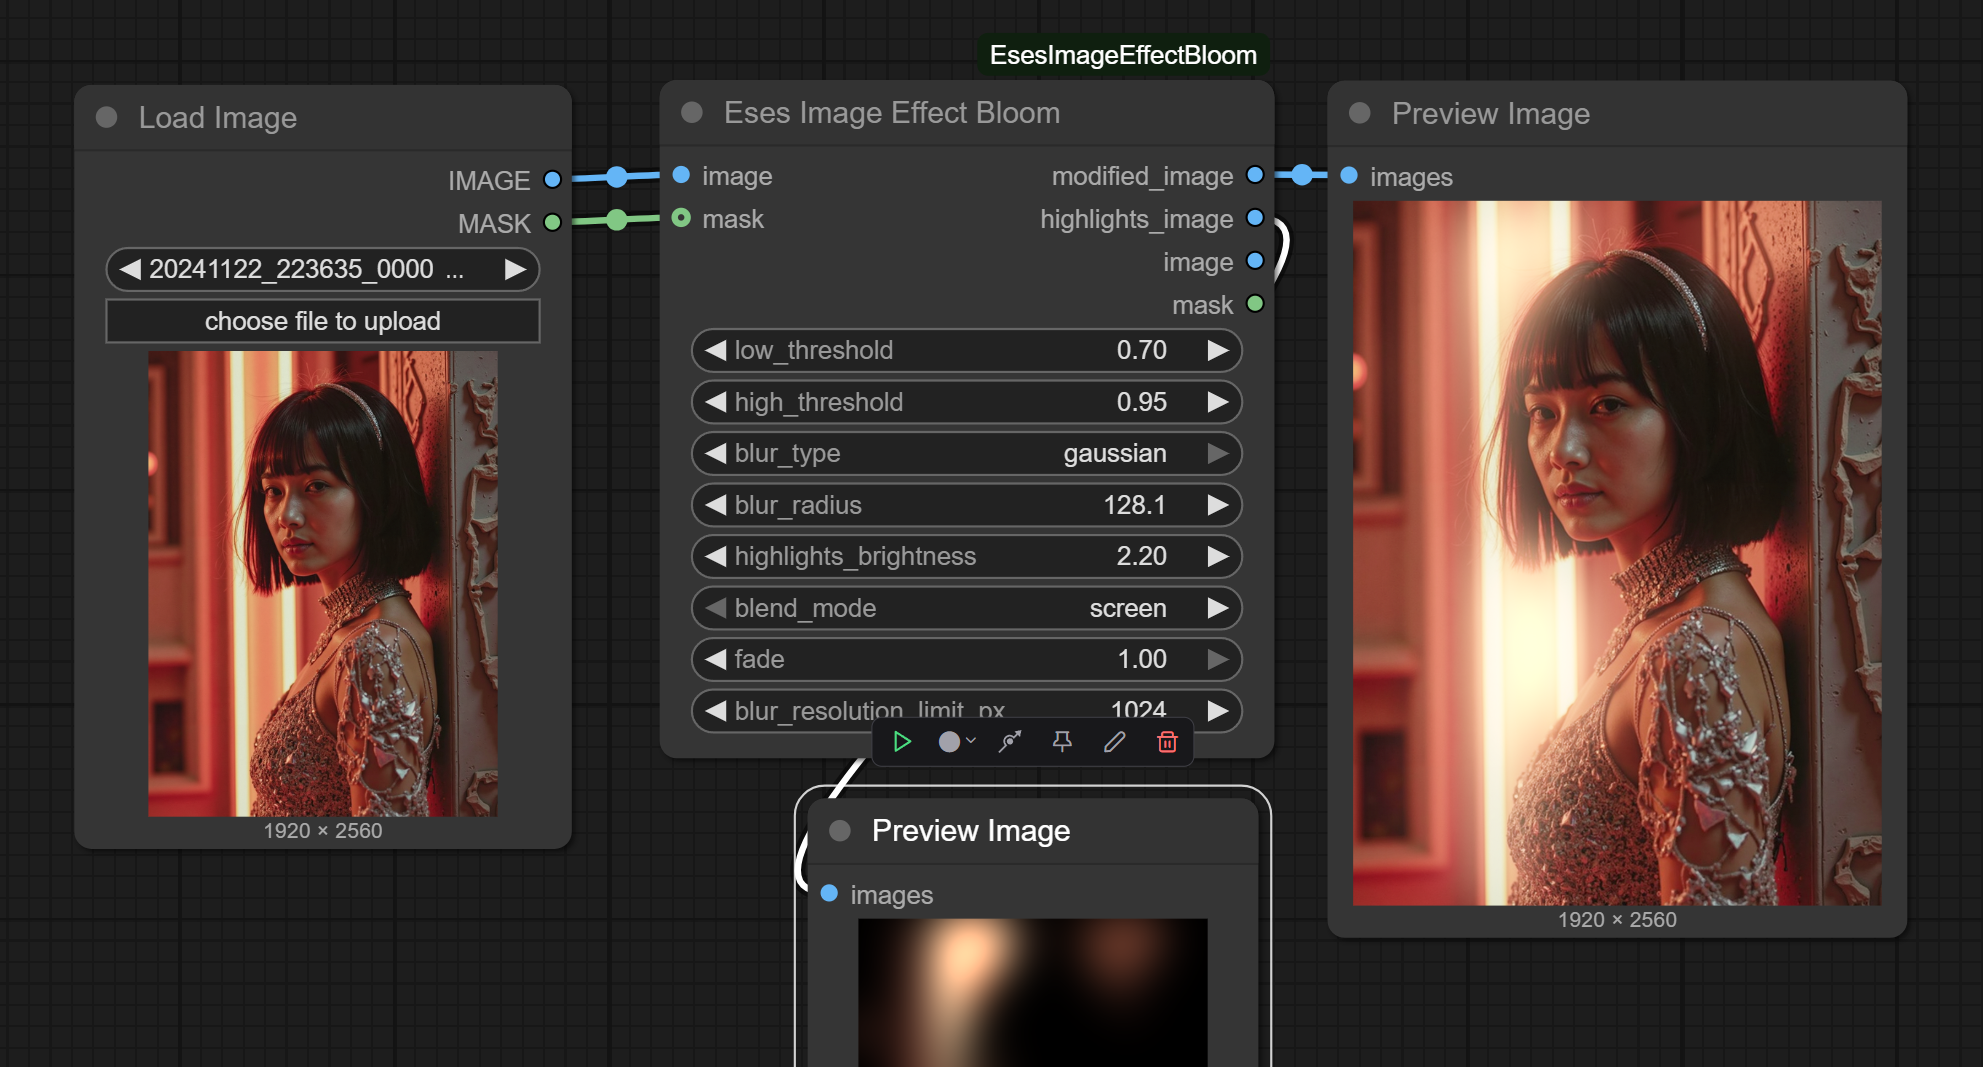 EsesImageEffectBloom
Load Image
IMAGE
MASK
20241122_223635_0000 ...
choose file to upload
1920 × 2560
Eses Image Effect Bloom
image
modified_image
mask
highlights_image
image
mask
low_threshold 0.70
high_threshold 0.95
blur_type gaussian
blur_radius 128.1
highlights_brightness 2.20
blend_mode screen
fade 1.00
blur_resolution_limit_px 1024
Preview Image
images
1920 × 2560
Preview Image
images